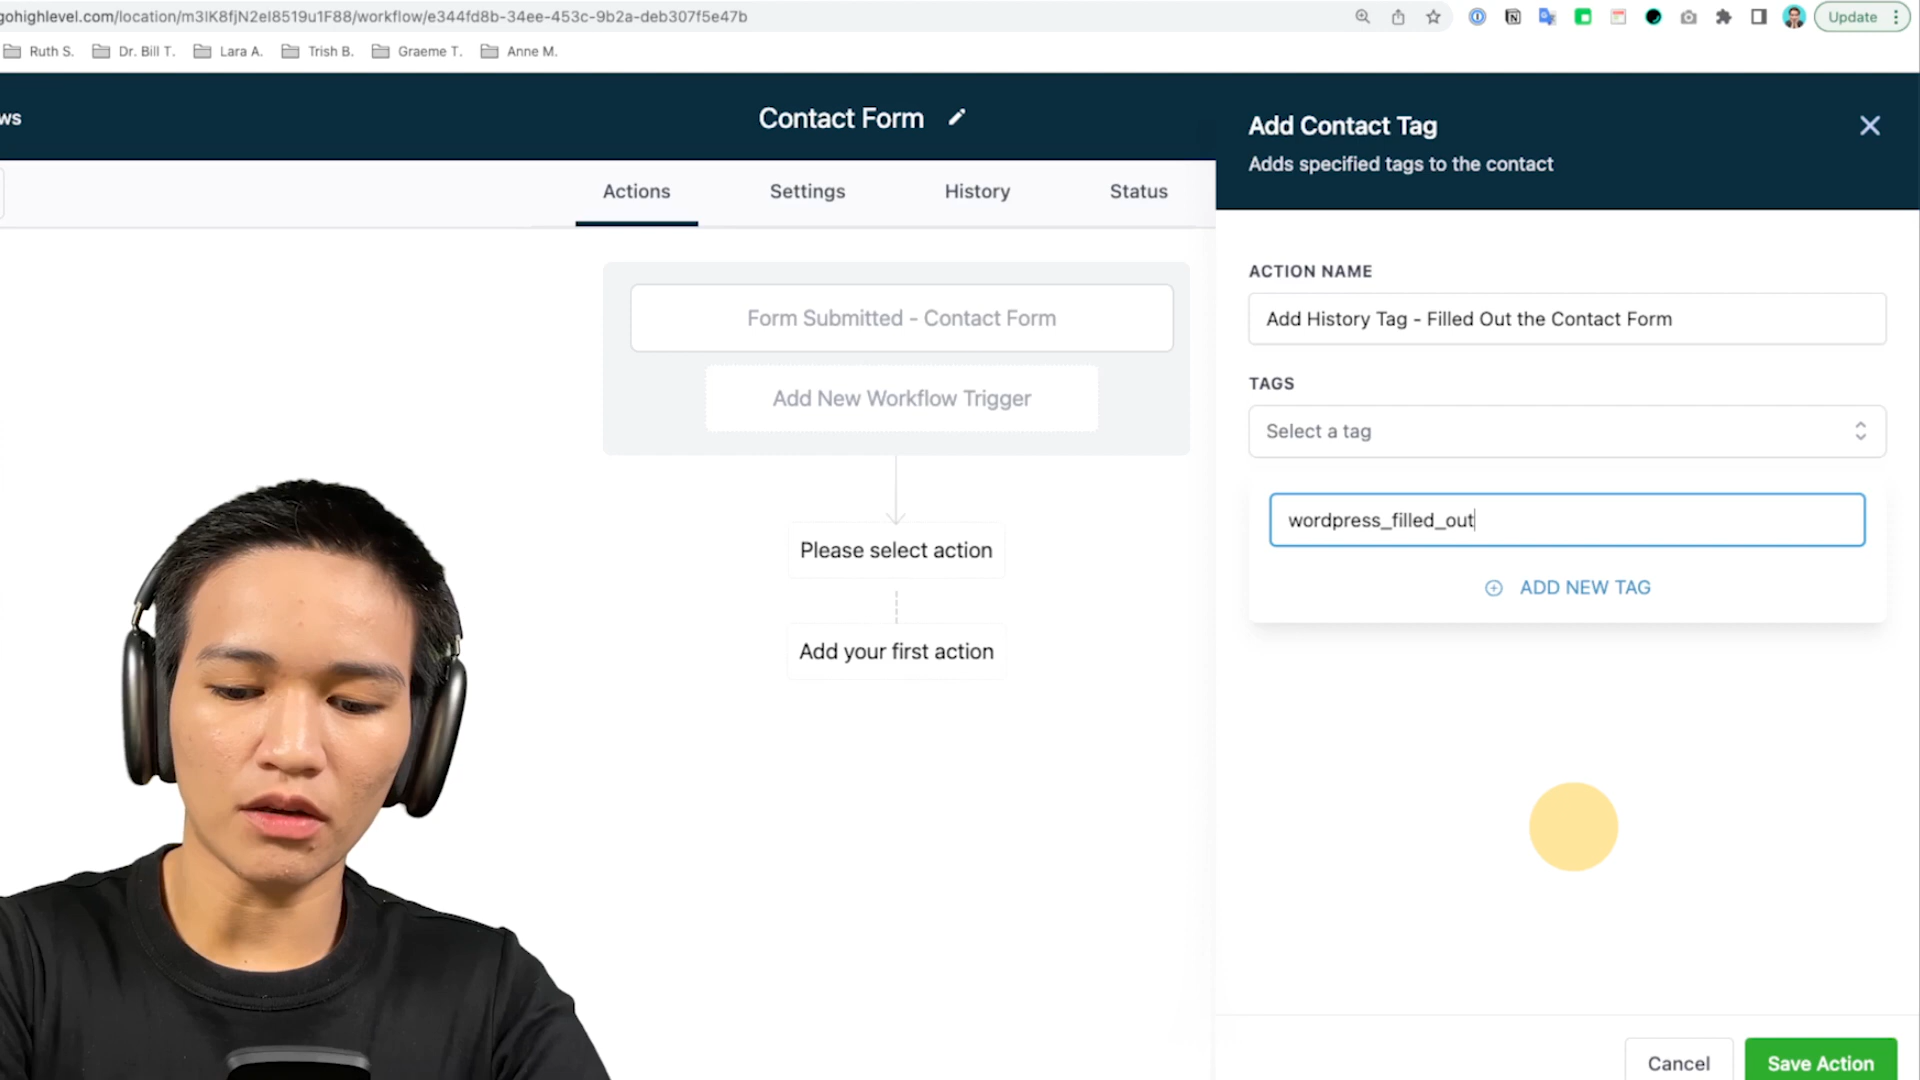 gohighlevel.com/location/m3lK8fjN2el8519u1F88/workflow/e344fd8b-34ee-453c-9b2a-deb307f5e47b
Update
Ruth S. Dr. Bill T. Lara A. Trish B. Graeme T. Anne M.
ws
Contact Form
Add Contact Tag
Adds specified tags to the contact
Actions Settings History Status
Form Submitted - Contact Form
Add New Workflow Trigger
Please select action
Add your first action
ACTION NAME
Add History Tag - Filled Out the Contact Form
TAGS
Select a tag
wordpress_filled_out
ADD NEW TAG
Cancel Save Action